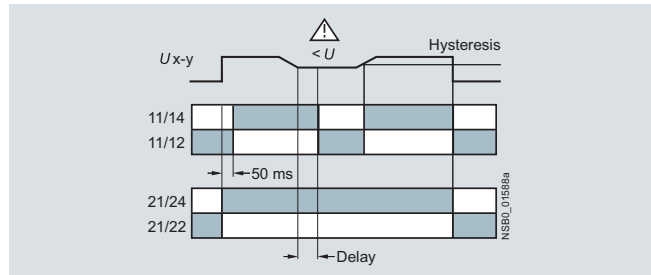 < U
Hysteresis
U x-y
11/14
11/12
50 ms
21/24
21/22
Delay
NSB0_01588a